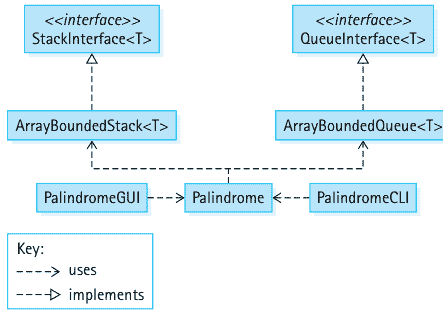 <<interface>>
StackInterface<T>
<<interface>>
QueueInterface<T>
ArrayBoundedStack<T>
ArrayBoundedQueue<T>
PalindromeGUI
Palindrome
PalindromeCLI
Key:
uses
implements